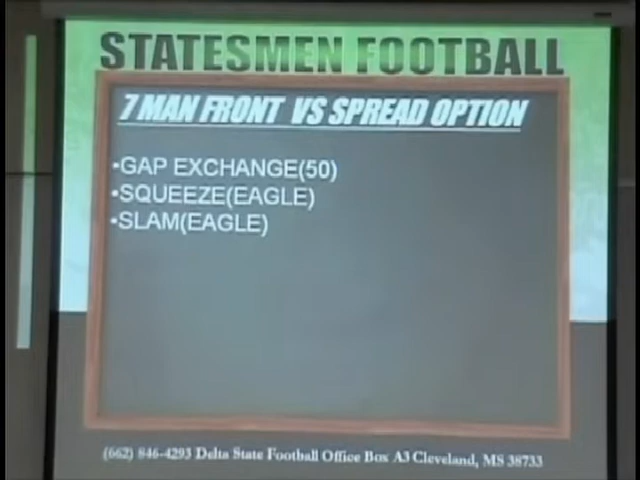 STATESMEN FOOTBALL
7 MAN FRONT VS SPREAD OPTION
•GAP EXCHANGE(50)
•SQUEEZE(EAGLE)
•SLAM(EAGLE)
(662) 846-4293 Delta State Football Office Box A3 Cleveland, MS 38733